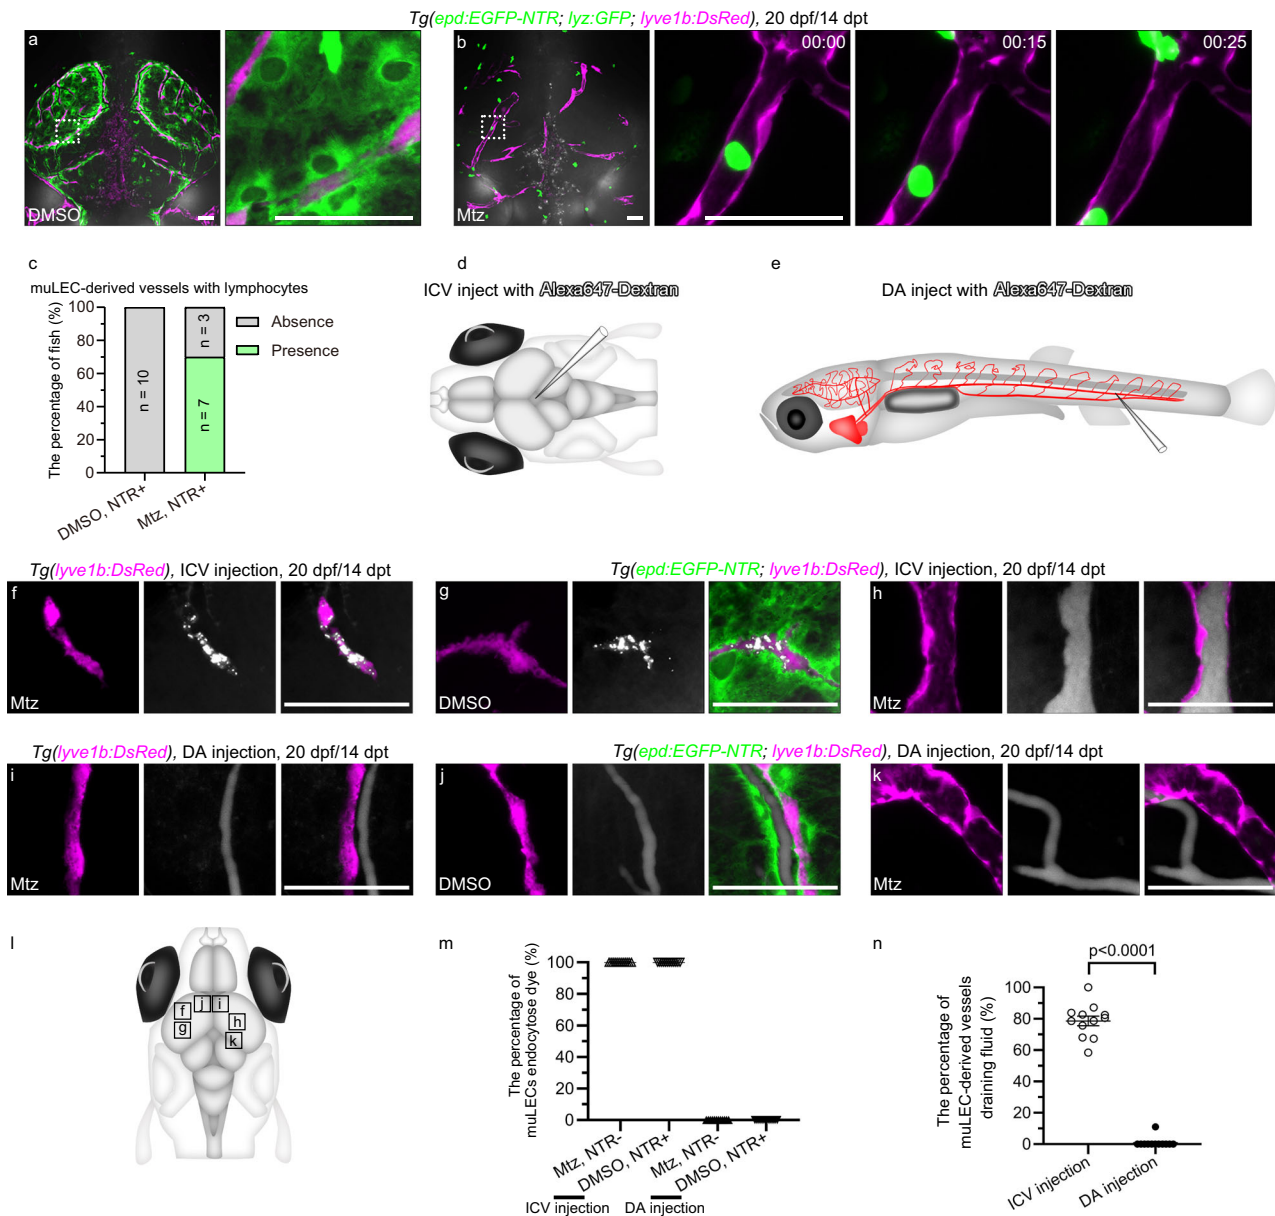 Tg(epd:EGFP-NTR; lyz:GFP; lyve1b:DsRed), 20 dpf/14 dpt
a
DMSO
b
Mtz
00:00
00:15
00:25
c
muLEC-derived vessels with lymphocytes
The percentage of fish (%)
100
80
60
40
20
0
n = 10
n = 3
n = 7
Absence
Presence
DMSO, NTR+
Mtz, NTR+
d
ICV inject with Alexa647-Dextran
e
DA inject with Alexa647-Dextran
Tg(lyve1b:DsRed), ICV injection, 20 dpf/14 dpt
f
Mtz
Tg(epd:EGFP-NTR; lyve1b:DsRed), ICV injection, 20 dpf/14 dpt
g
DMSO
h
Mtz
Tg(lyve1b:DsRed), DA injection, 20 dpf/14 dpt
i
Mtz
Tg(epd:EGFP-NTR; lyve1b:DsRed), DA injection, 20 dpf/14 dpt
j
DMSO
k
Mtz
l
f
j
i
g
h
k
m
The percentage of
muLECs endocytose dye (%)
100
80
60
40
20
0
Mtz, NTR-
DMSO, NTR+
Mtz, NTR-
DMSO, NTR+
ICV injection
DA injection
n
p<0.0001
The percentage of
muLEC-derived vessels
draining fluid (%)
100
80
60
40
20
0
ICV injection
DA injection